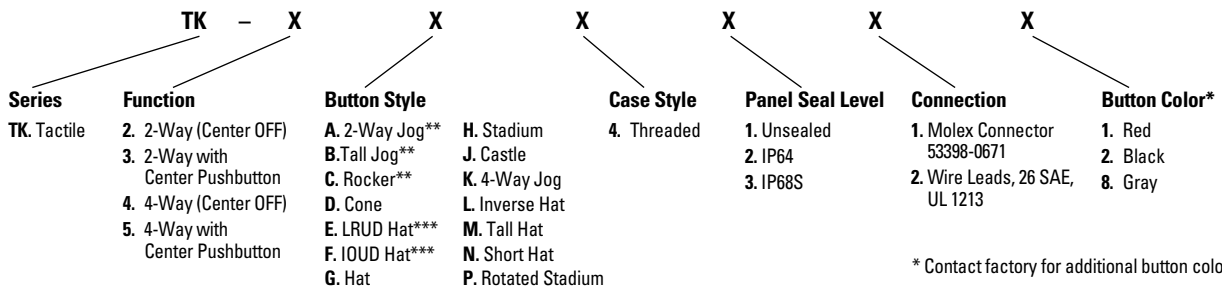 TK – X X X X X X
Series
TK. Tactile
Function
2. 2-Way (Center OFF)
3. 2-Way with
Center Pushbutton
4. 4-Way (Center OFF)
5. 4-Way with
Center Pushbutton
Button Style
A. 2-Way Jog**
B.Tall Jog**
C. Rocker**
D. Cone
E. LRUD Hat***
F. IOUD Hat***
G. Hat
H. Stadium
J. Castle
K. 4-Way Jog
L. Inverse Hat
M. Tall Hat
N. Short Hat
P. Rotated Stadium
Case Style
4. Threaded
Panel Seal Level
1. Unsealed
2. IP64
3. IP68S
Connection
1. Molex Connector
53398-0671
2. Wire Leads, 26 SAE,
UL 1213
Button Color*
1. Red
2. Black
8. Gray
* Contact factory for additional button colo